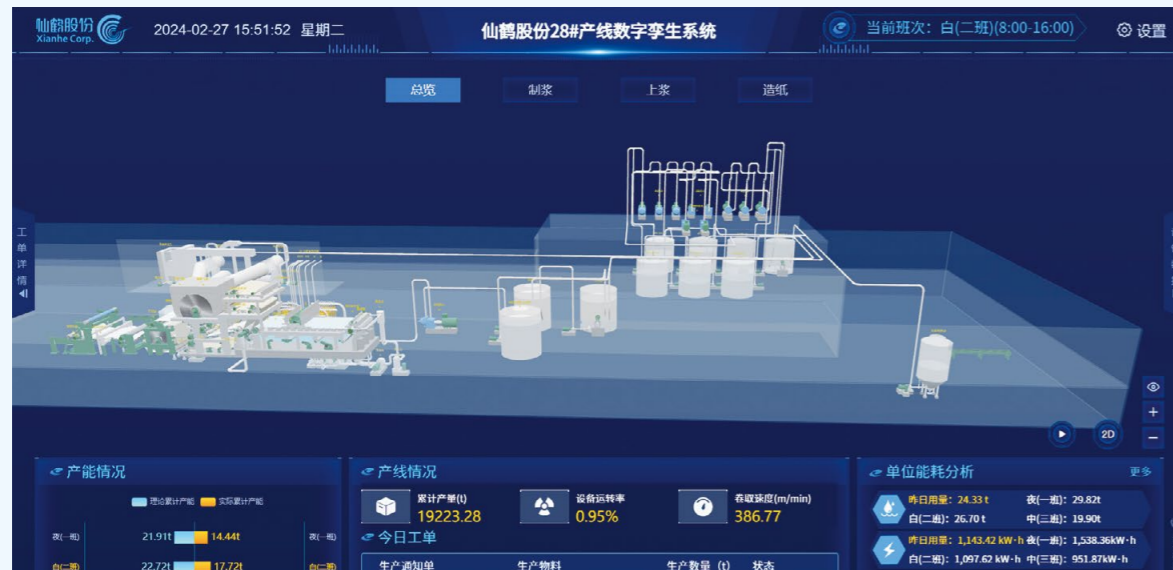 仙鹤股份
Xianhe Corp.
2024-02-27 15:51:52 星期二
仙鹤股份28#产线数字孪生系统
当前班次：白(二班)(8:00-16:00)
设置
总览
制浆
上浆
造纸
工单详情
2D
产能情况
理论累计产能
实际累计产能
夜(一班)
21.91t
14.44t
夜(一班)
白(二班)
22.72t
17.72t
白(二班)
产线情况
累计产量(t)
19223.28
设备运转率
0.95%
卷取速度(m/min)
386.77
今日工单
生产通知单
生产物料
生产数量（t）
状态
单位能耗分析
更多
昨日用量：24.33 t
夜(一班)：29.82t
白(二班)：26.70 t
中(三班)：19.90t
昨日用量：1,143.42 kW·h
夜(一班)：1,538.36kW·h
白(二班)：1,097.62 kW·h
中(三班)：951.87kW·h